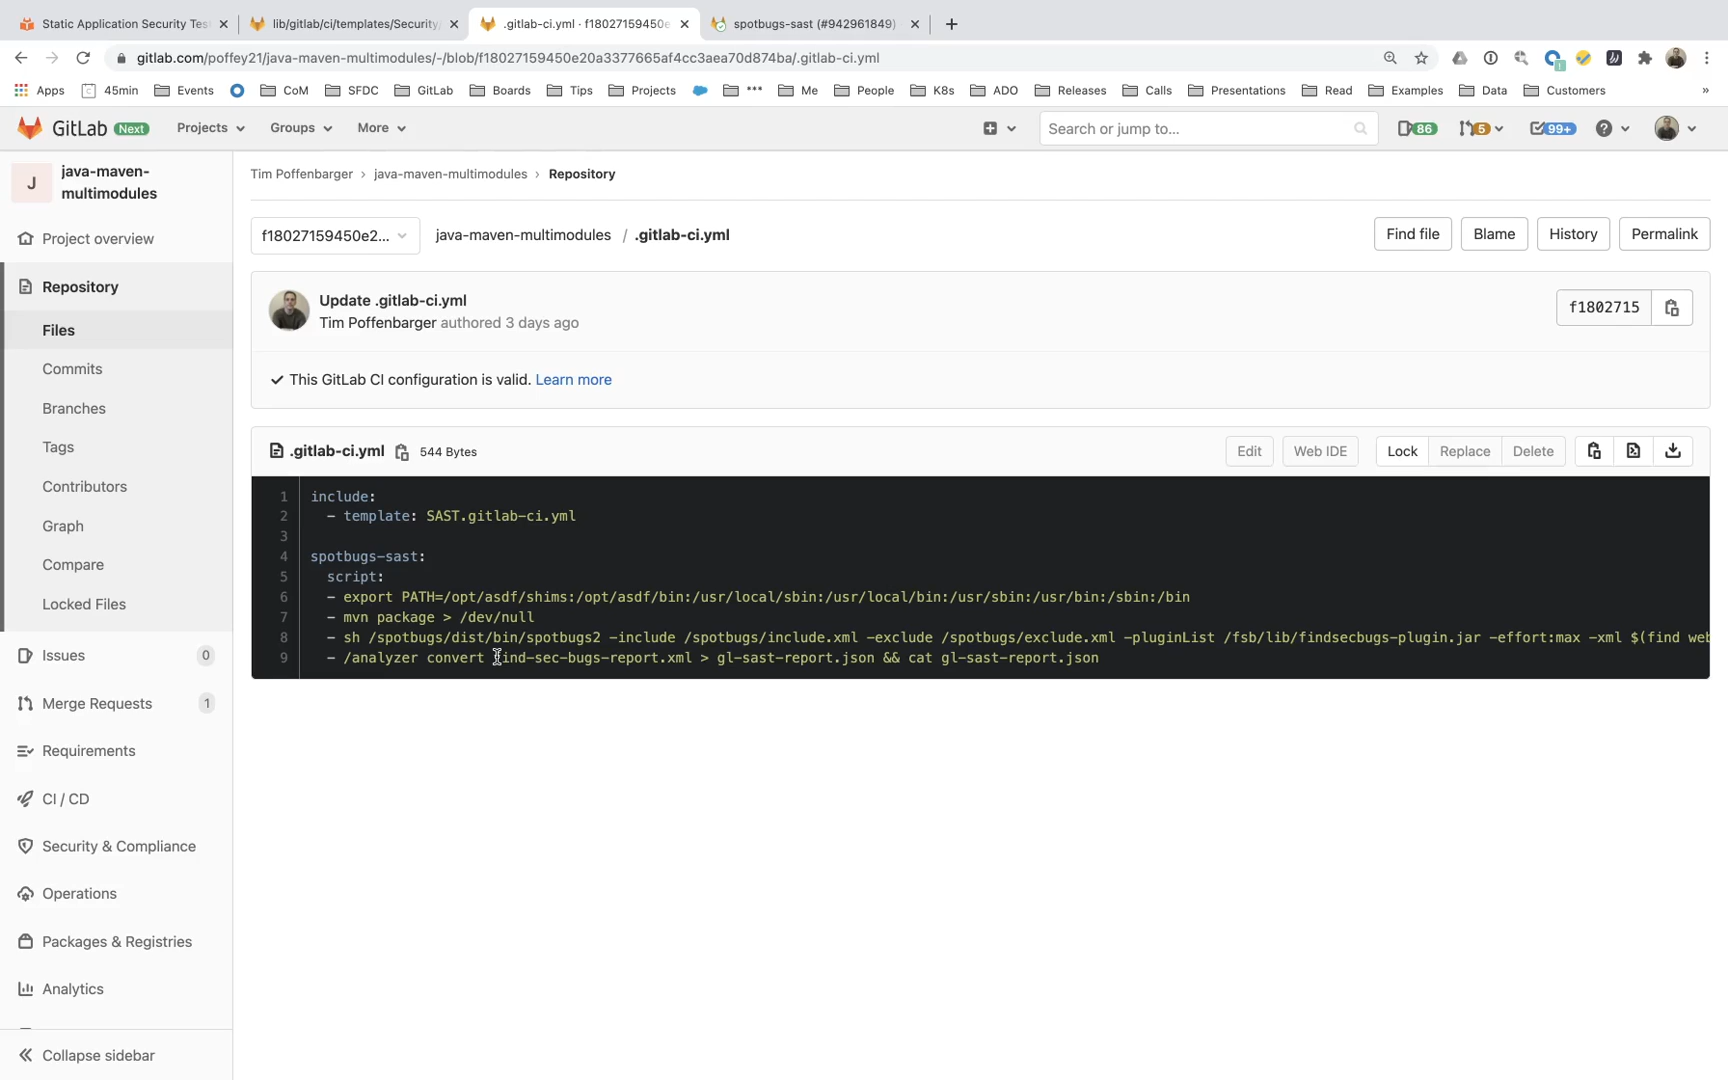 Static Application Security Tes
lib/gitlab/ci/templates/Security/
.gitlab-ci.yml · f18027159450e
spotbugs-sast (#942961849)
gitlab.com/poffey21/java-maven-multimodules/-/blob/f18027159450e20a3377665af4cc3aea70d874ba/.gitlab-ci.yml
Apps 45min Events CoM SFDC GitLab Boards Tips Projects *** Me People K8s ADO Releases Calls Presentations Read Examples Data Customers »
GitLab Next Projects Groups More Search or jump to... 86 5 99+
J java-maven-multimodules
Project overview
Repository
Files
Commits
Branches
Tags
Contributors
Graph
Compare
Locked Files
Issues 0
Merge Requests 1
Requirements
CI / CD
Security & Compliance
Operations
Packages & Registries
Analytics
Collapse sidebar
Tim Poffenbarger › java-maven-multimodules › Repository
f18027159450e2... java-maven-multimodules / .gitlab-ci.yml Find file Blame History Permalink
Update .gitlab-ci.yml
Tim Poffenbarger authored 3 days ago
f1802715
This GitLab CI configuration is valid. Learn more
.gitlab-ci.yml 544 Bytes Edit Web IDE Lock Replace Delete
1 include:
2 - template: SAST.gitlab-ci.yml
3
4 spotbugs-sast:
5 script:
6 - export PATH=/opt/asdf/shims:/opt/asdf/bin:/usr/local/sbin:/usr/local/bin:/usr/sbin:/usr/bin:/sbin:/bin
7 - mvn package > /dev/null
8 - sh /spotbugs/dist/bin/spotbugs2 -include /spotbugs/include.xml -exclude /spotbugs/exclude.xml -pluginList /fsb/lib/findsecbugs-plugin.jar -effort:max -xml $(find web
9 - /analyzer convert find-sec-bugs-report.xml > gl-sast-report.json && cat gl-sast-report.json